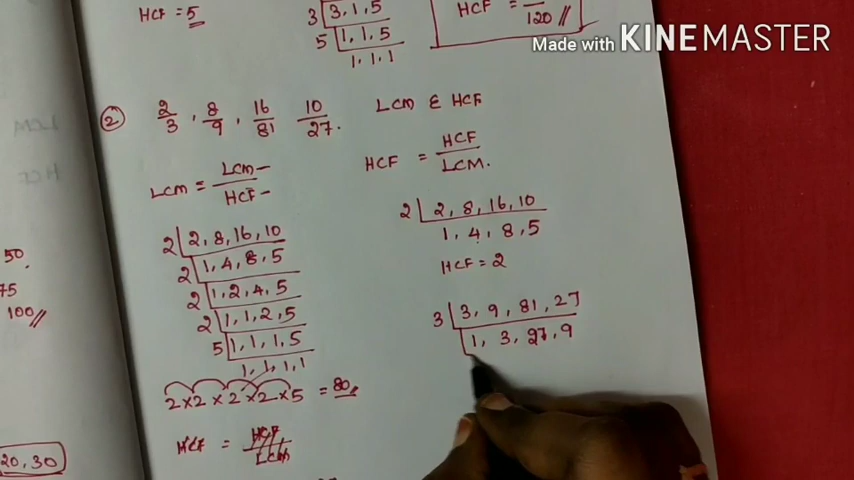 Made with KINEMASTER
HCF = 5
3 | 3, 1, 5
5 | 1, 1, 5
1, 1, 1
HCF =
120 //
② 2/3, 8/9, 16/81 10/27. LCM & HCF
LCM = LCM/HCF
2 | 2, 8, 16, 10
2 | 1, 4, 8, 5
2 | 1, 2, 4, 5
2 | 1, 1, 2, 5
5 | 1, 1, 1, 5
1, 1, 1, 1
2×2×2×2×5 = 80
HCF = HCF/LCM
HCF = HCF/LCM.
2 | 2, 8, 16, 10
1, 4, 8, 5
HCF = 2
3 | 3, 9, 81, 27
1, 3, 27, 9
50
75
100 //
20, 30